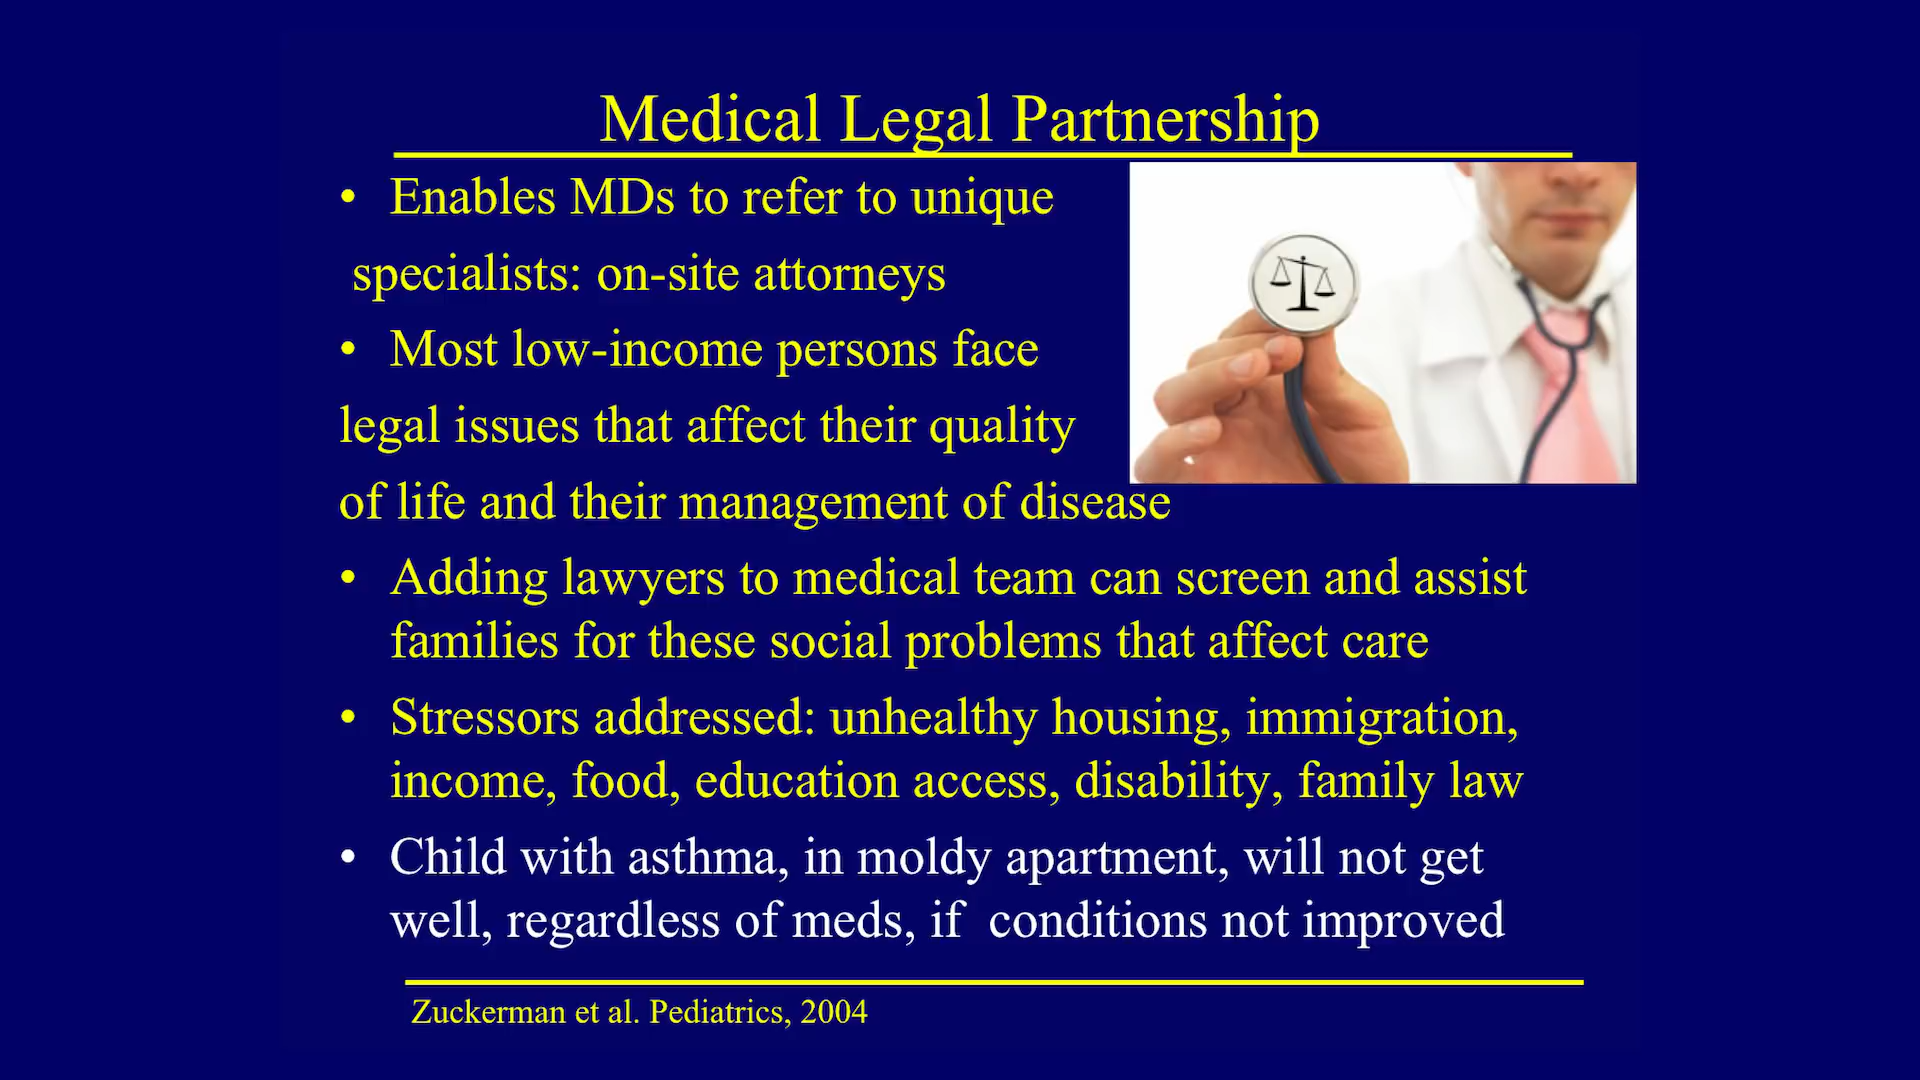 Medical Legal Partnership
• Enables MDs to refer to unique
specialists: on-site attorneys
• Most low-income persons face
legal issues that affect their quality
of life and their management of disease
• Adding lawyers to medical team can screen and assist
families for these social problems that affect care
• Stressors addressed: unhealthy housing, immigration,
income, food, education access, disability, family law
• Child with asthma, in moldy apartment, will not get
well, regardless of meds, if  conditions not improved
Zuckerman et al. Pediatrics, 2004